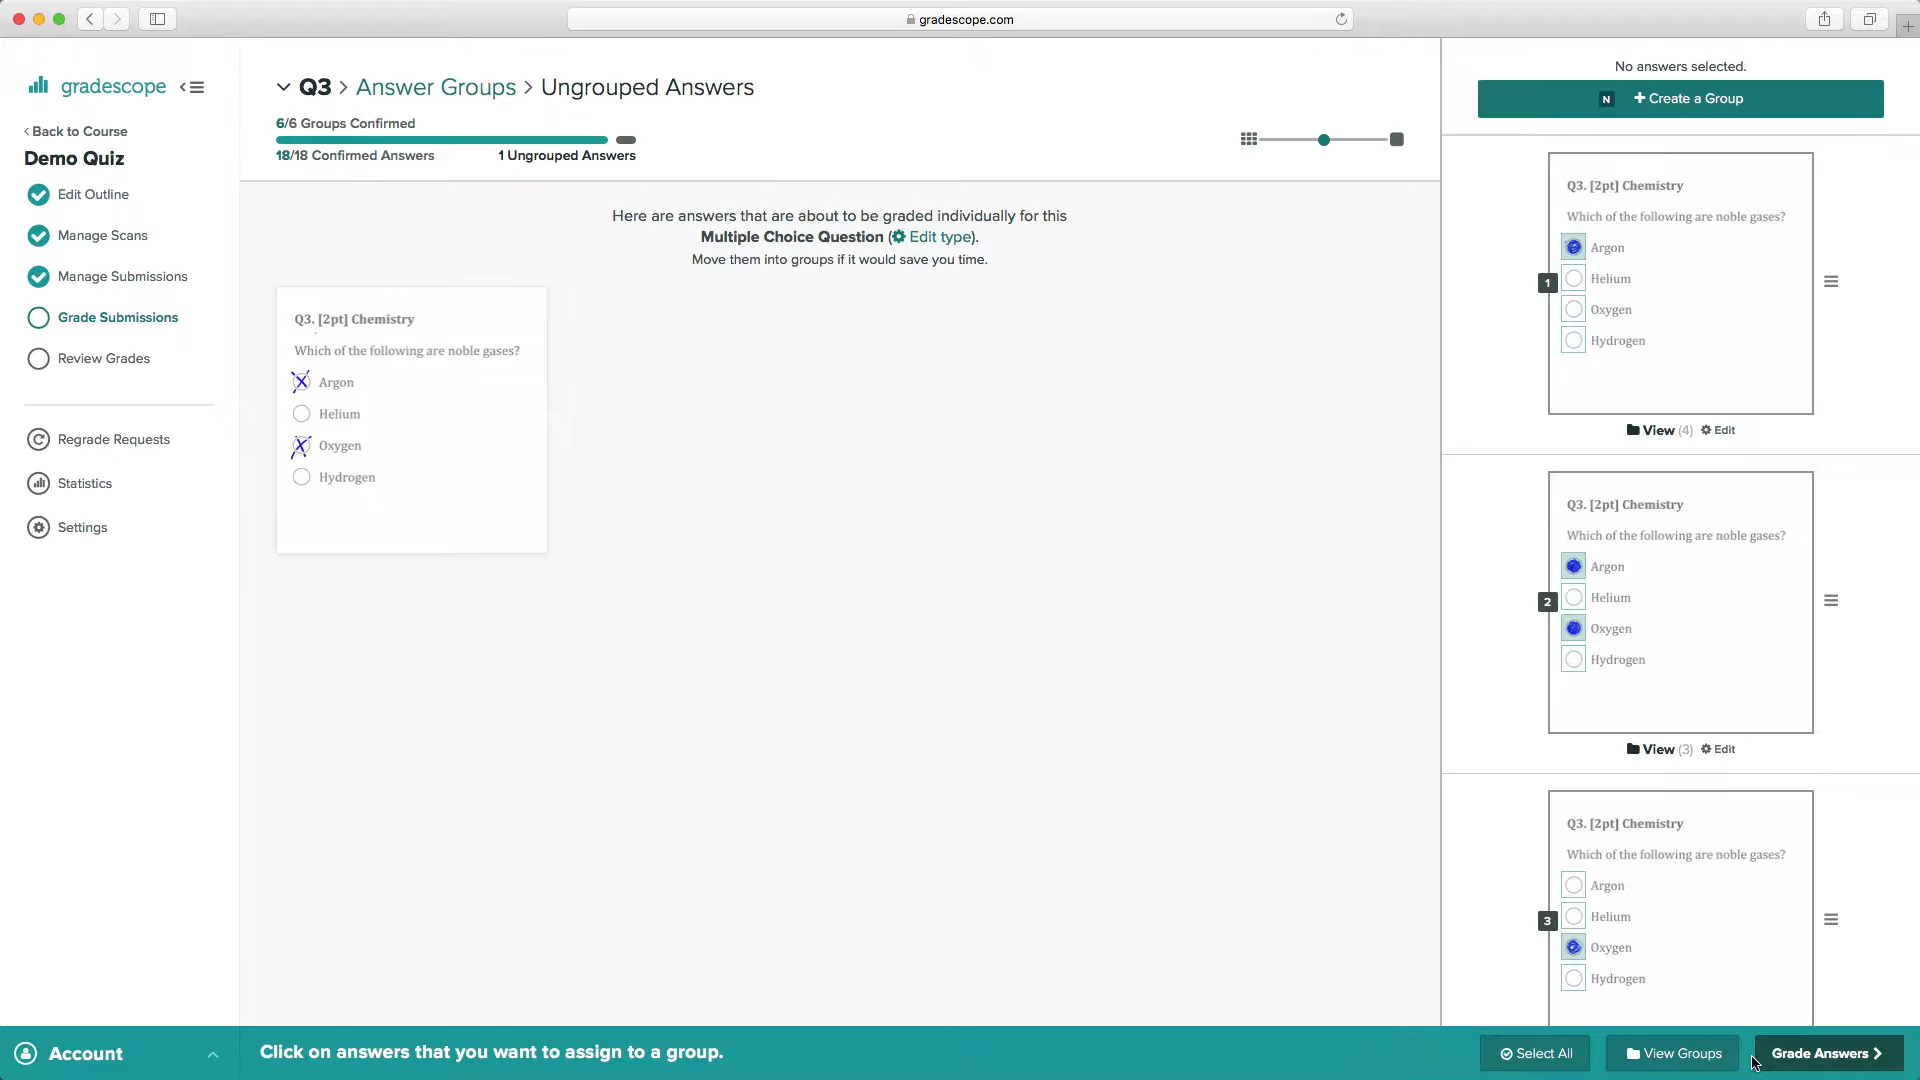 gradescope.com
gradescope
Back to Course
Demo Quiz
Edit Outline
Manage Scans
Manage Submissions
Grade Submissions
Review Grades
Regrade Requests
Statistics
Settings
Account
Q3 > Answer Groups > Ungrouped Answers
6/6 Groups Confirmed
18/18 Confirmed Answers
1 Ungrouped Answers
Here are answers that are about to be graded individually for this
Multiple Choice Question (Edit type).
Move them into groups if it would save you time.
Q3. [2pt] Chemistry
Which of the following are noble gases?
Argon
Helium
Oxygen
Hydrogen
No answers selected.
N + Create a Group
1
Q3. [2pt] Chemistry
Which of the following are noble gases?
Argon
Helium
Oxygen
Hydrogen
View (4) Edit
2
Q3. [2pt] Chemistry
Which of the following are noble gases?
Argon
Helium
Oxygen
Hydrogen
View (3) Edit
3
Q3. [2pt] Chemistry
Which of the following are noble gases?
Argon
Helium
Oxygen
Hydrogen
Click on answers that you want to assign to a group.
Select All
View Groups
Grade Answers